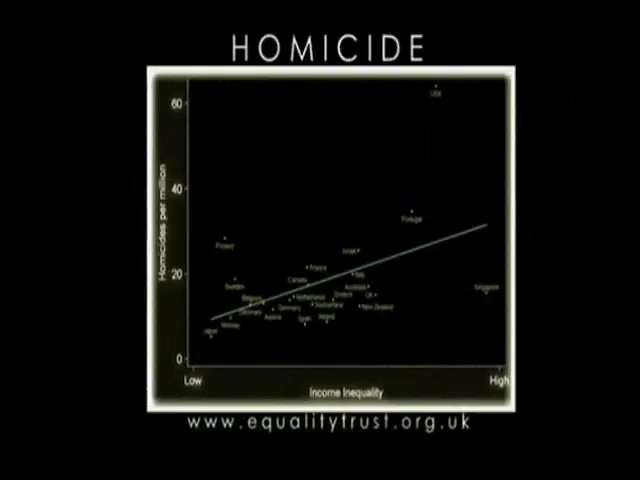 HOMICIDE
60
USA
40
Portugal
Homicides per million
Finland
Israel
France
20
Italy
Canada
Sweden
Australia
Singapore
Belgium
Netherlands
Greece
UK
Denmark
Germany
Switzerland
New Zealand
Austria
Spain
Ireland
Norway
Japan
0
Low
High
Income Inequality
www.equalitytrust.org.uk